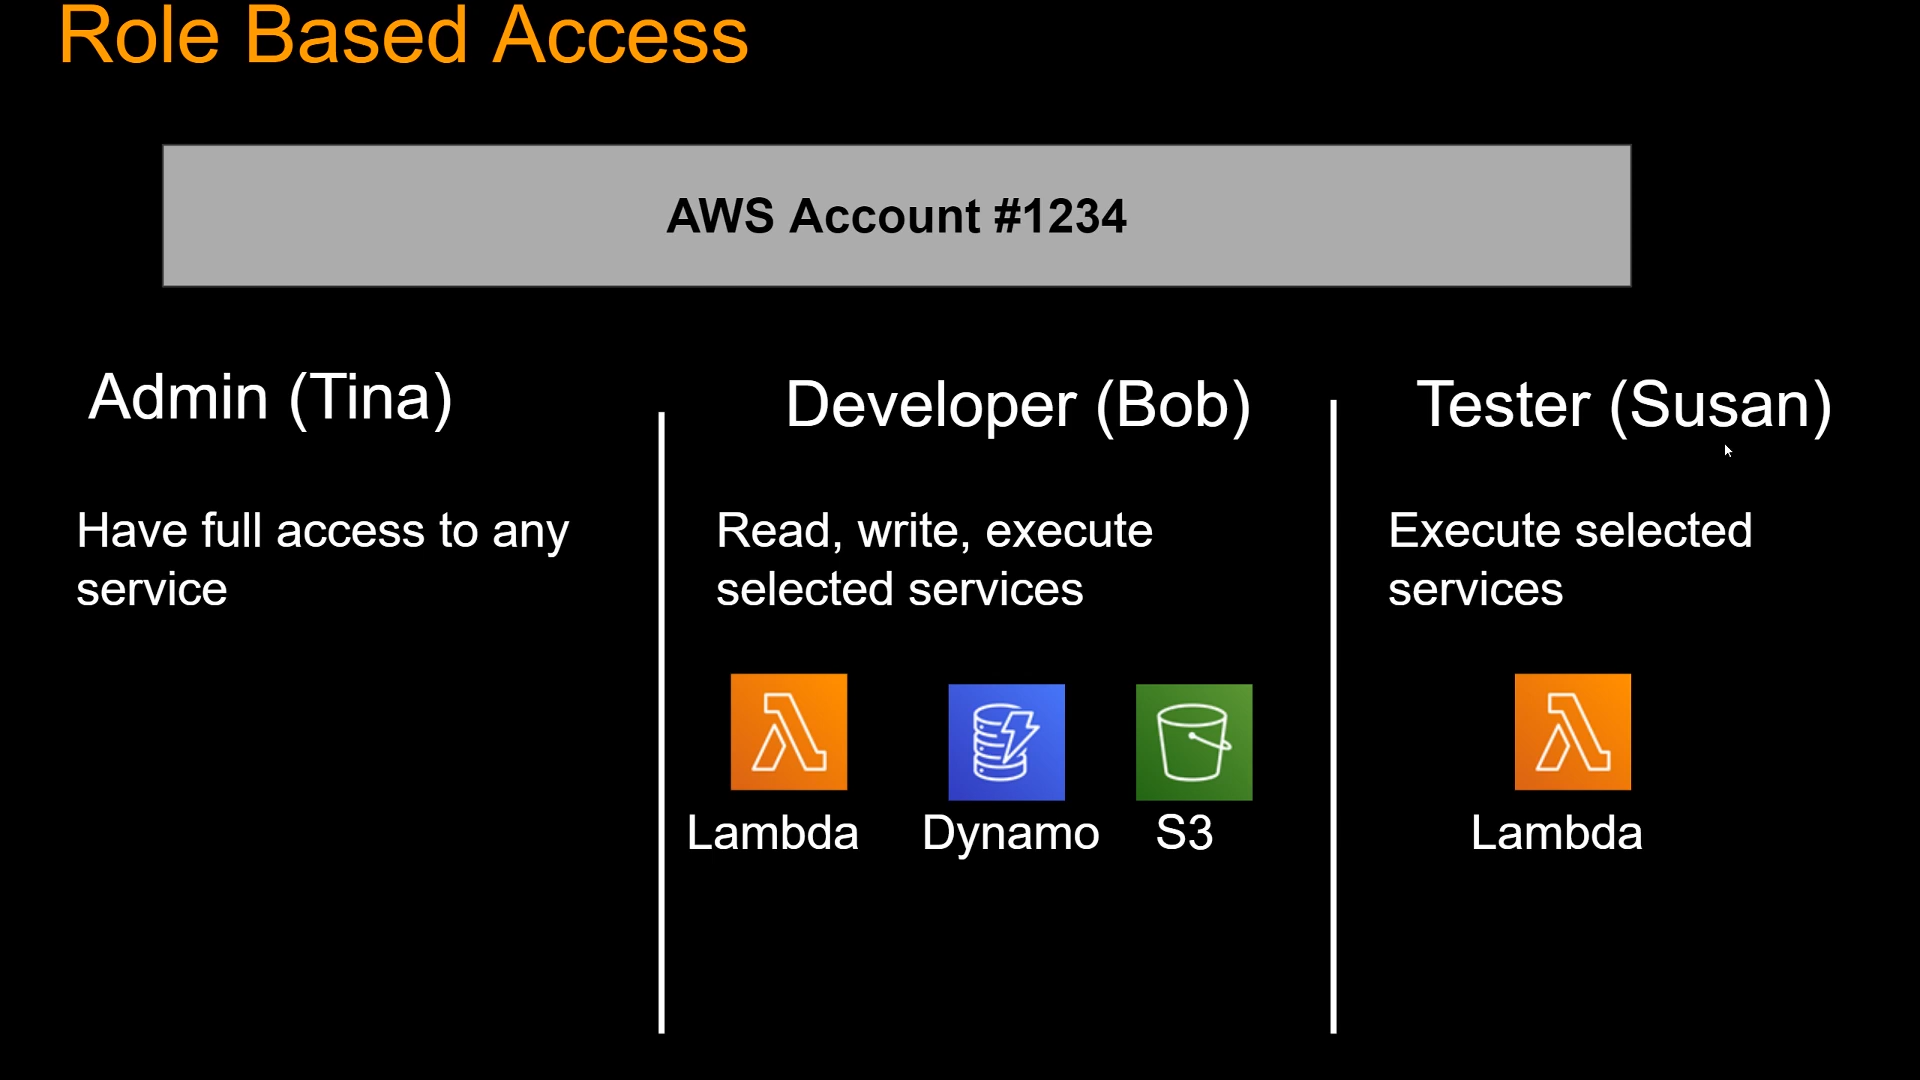 Role Based Access
AWS Account #1234
Admin (Tina)
Have full access to any
service
Developer (Bob)
Read, write, execute
selected services
Lambda
Dynamo
S3
Tester (Susan)
Execute selected
services
Lambda